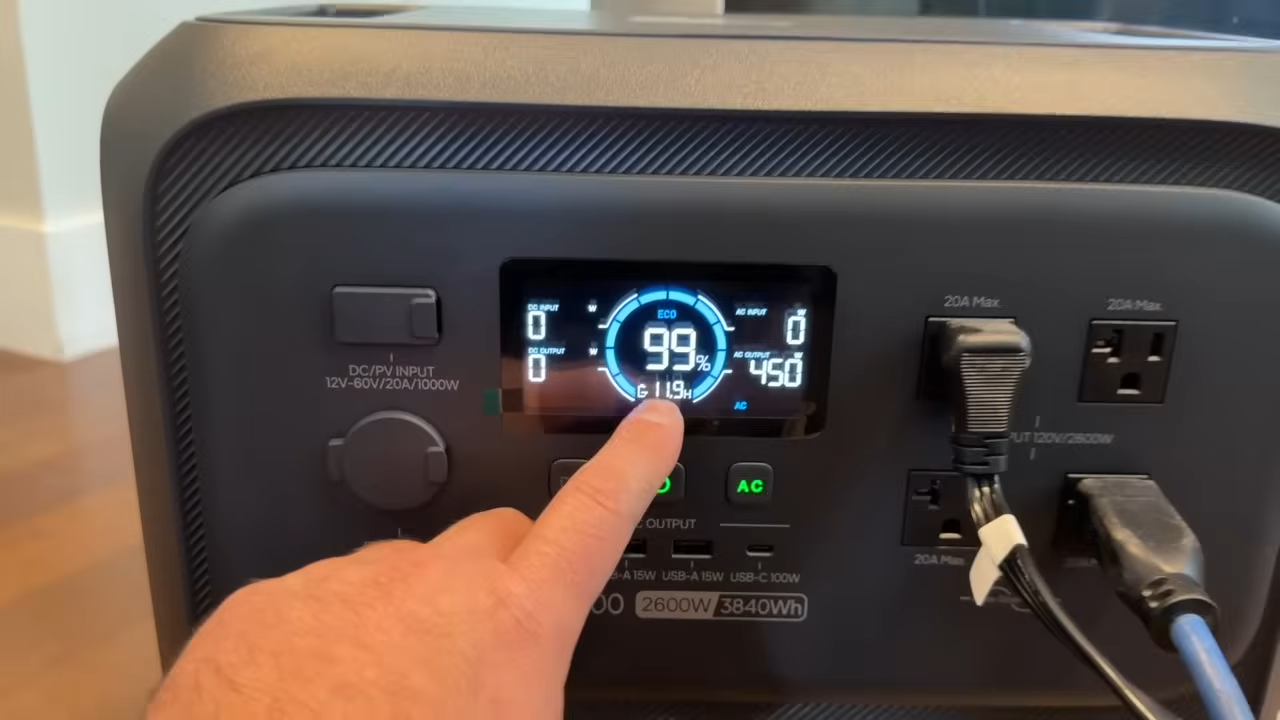 DC INPUT
W
0
DC OUTPUT
W
0
ECO
99%
11.9H
AC INPUT
W
0
AC OUTPUT
W
450
AC
DC/PV INPUT
12V-60V/20A/1000W
20A Max.
20A Max.
PUT 120V/2600W
AC
OUTPUT
B-A 15W
USB-A 15W
USB-C 100W
20A Max
00
2600W
3840Wh